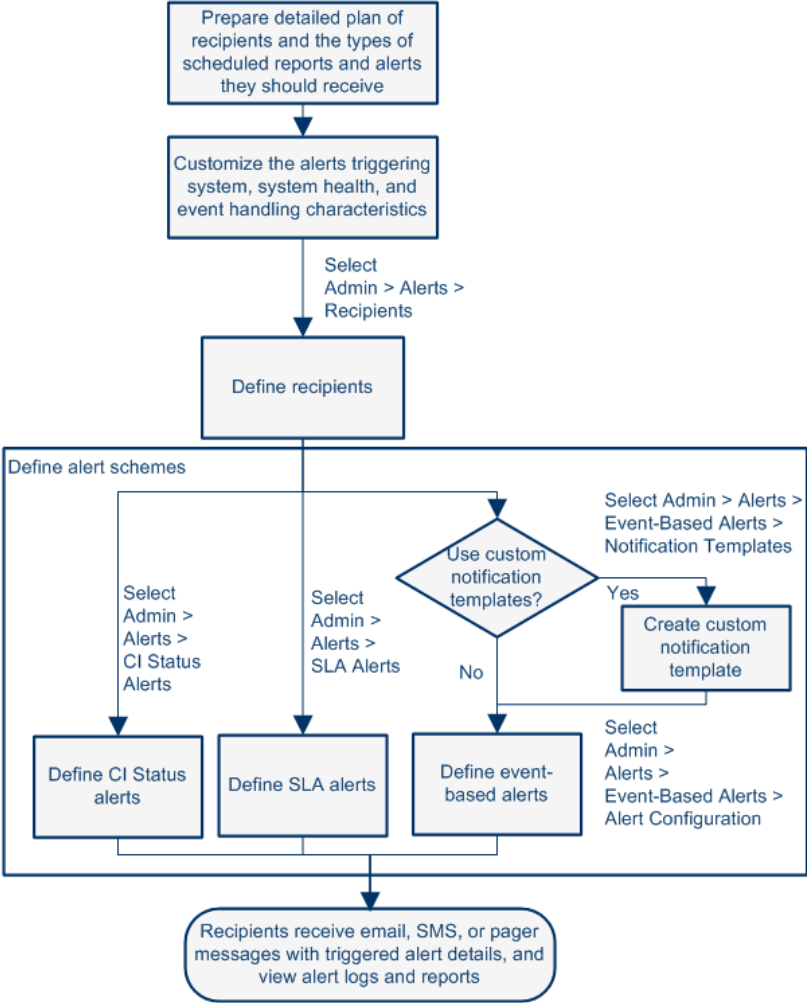 Prepare detailed plan of
recipients and the types of
scheduled reports and alerts
they should receive
Customize the alerts triggering
system, system health, and
event handling characteristics
Select
Admin > Alerts >
Recipients
Define recipients
Define alert schemes
Select Admin > Alerts >
Event-Based Alerts >
Notification Templates
Use custom
notification
templates?
Yes
Select
Admin >
Alerts >
CI Status
Alerts
Select
Admin >
Alerts >
SLA Alerts
Create custom
notification
template
No
Select
Admin >
Alerts >
Event-Based Alerts >
Alert Configuration
Define CI Status
alerts
Define SLA alerts
Define event-
based alerts
Recipients receive email, SMS, or pager
messages with triggered alert details, and
view alert logs and reports